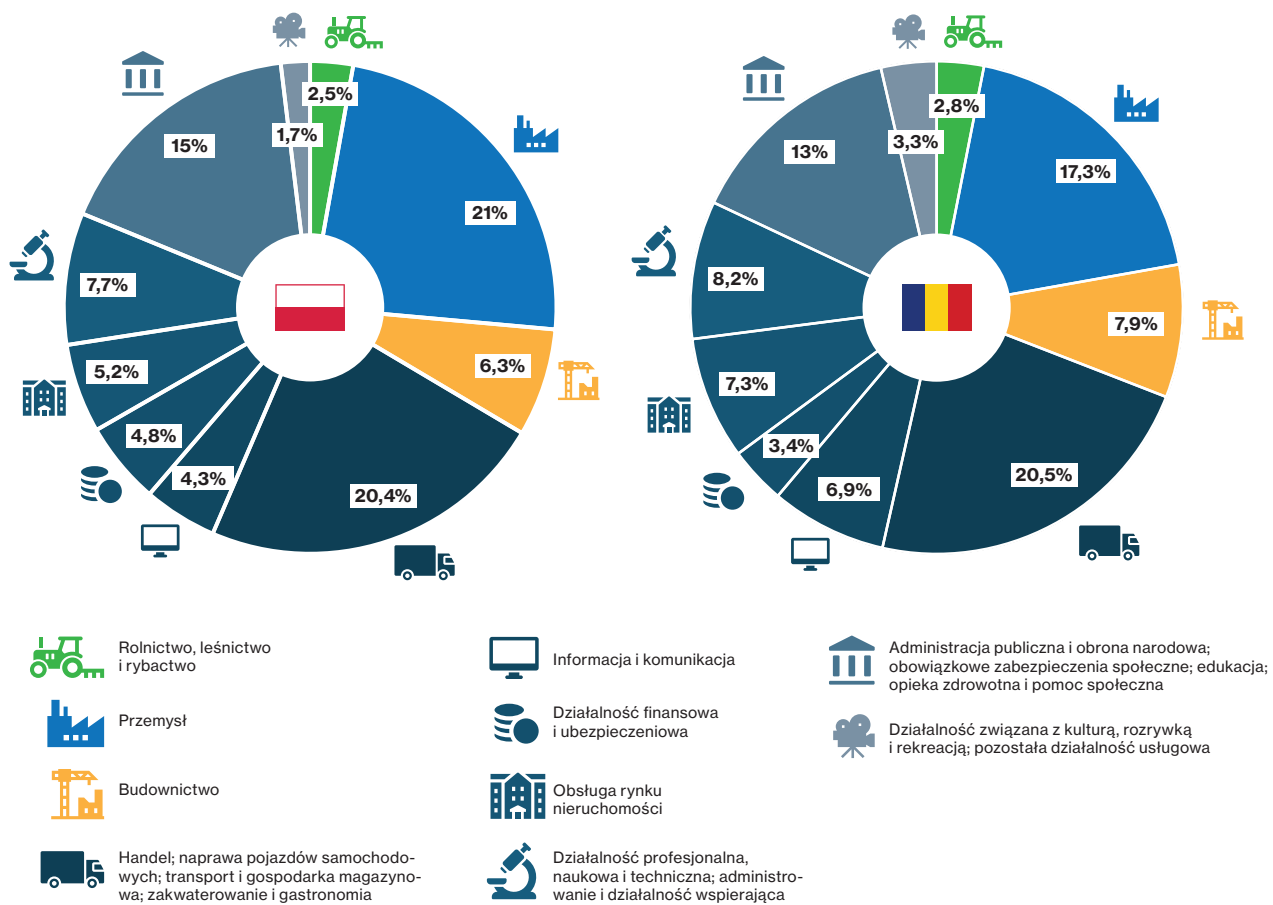 2,5%
21%
6,3%
20,4%
4,3%
4,8%
5,2%
7,7%
15%
1,7%
2,8%
17,3%
7,9%
20,5%
6,9%
3,4%
7,3%
8,2%
13%
3,3%
Rolnictwo, leśnictwo
i rybactwo
Przemysł
Budownictwo
Handel; naprawa pojazdów samochodo-
wych; transport i gospodarka magazyno-
wa; zakwaterowanie i gastronomia
Informacja i komunikacja
Działalność finansowa
i ubezpieczeniowa
Obsługa rynku
nieruchomości
Działalność profesjonalna,
naukowa i techniczna; administro-
wanie i działalność wspierająca
Administracja publiczna i obrona narodowa;
obowiązkowe zabezpieczenia społeczne; edukacja;
opieka zdrowotna i pomoc społeczna
Działalność związana z kulturą, rozrywką
i rekreacją; pozostała działalność usługowa